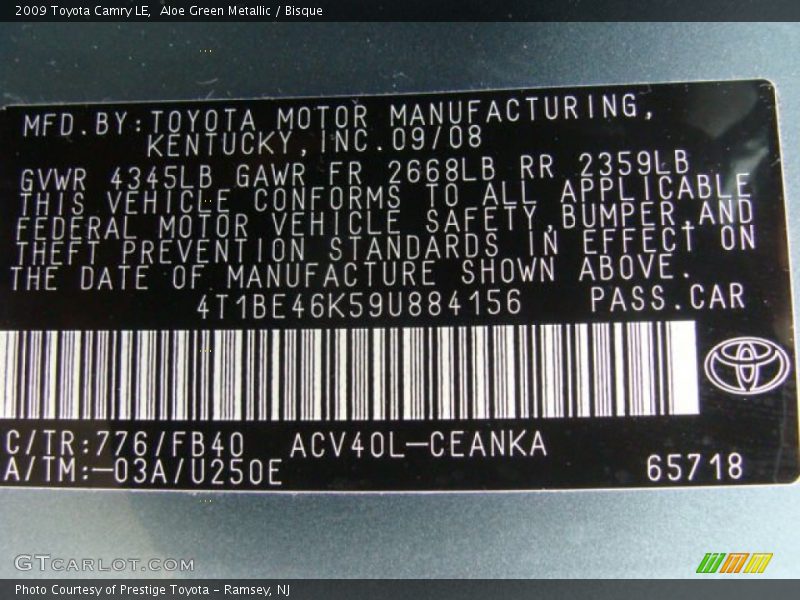 2009 Toyota Camry LE,  Aloe Green Metallic / Bisque
MFD.BY:TOYOTA MOTOR MANUFACTURING,
KENTUCKY,INC.09/08
GVWR 4345LB GAWR FR 2668LB RR 2359LB
THIS VEHICLE CONFORMS TO ALL APPLICABLE
FEDERAL MOTOR VEHICLE SAFETY,BUMPER,AND
THEFT PREVENTION STANDARDS IN EFFECT ON
THE DATE OF MANUFACTURE SHOWN ABOVE.
4T1BE46K59U884156 PASS.CAR
C/TR:776/FB40 ACV40L-CEANKA
A/TM:-03A/U250E 65718
GTCARLOT.COM
Photo Courtesy of Prestige Toyota - Ramsey, NJ